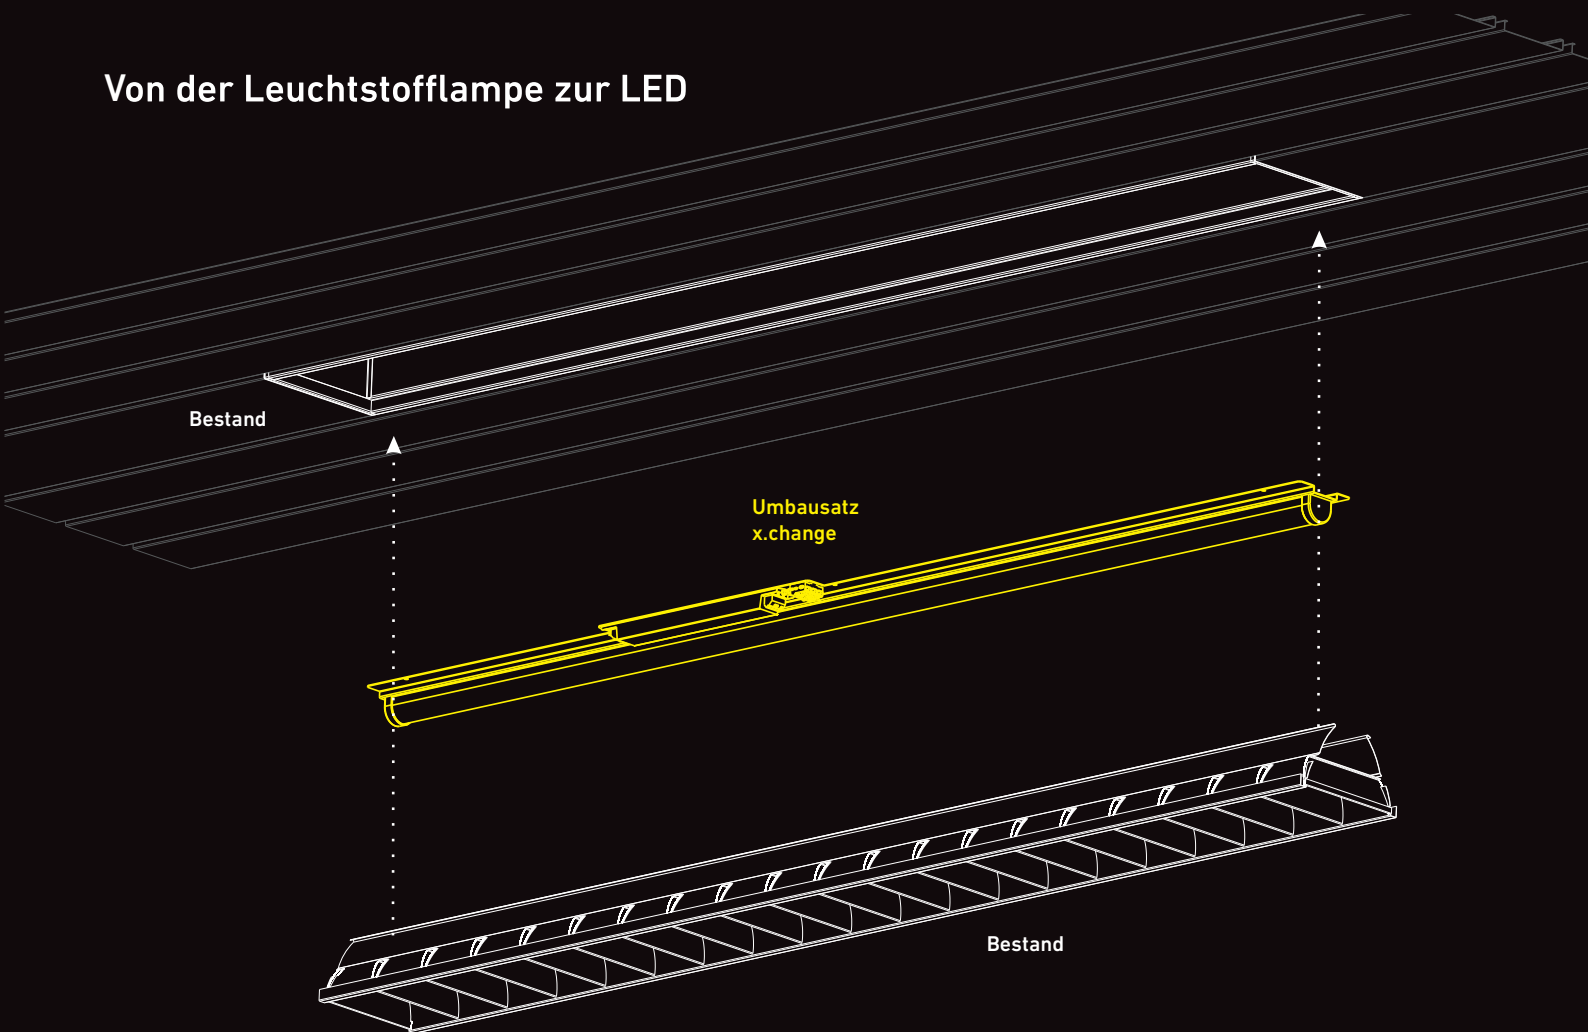 Von der Leuchtstofflampe zur LED
Bestand
Umbausatz
x.change
Bestand